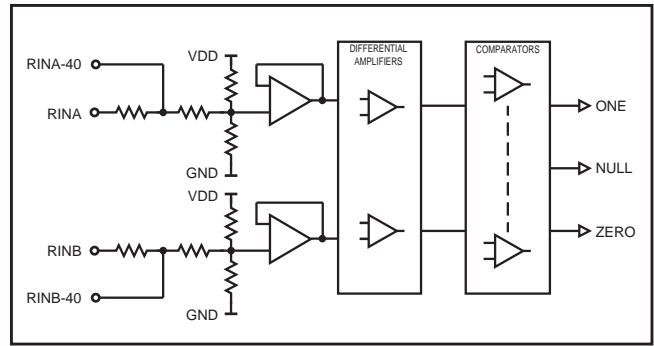 DIFFERENTIAL
AMPLIFIERS
COMPARATORS
VDD
RINA-40
RINA
ONE
GND
NULL
VDD
ZERO
RINB
RINB-40
GND